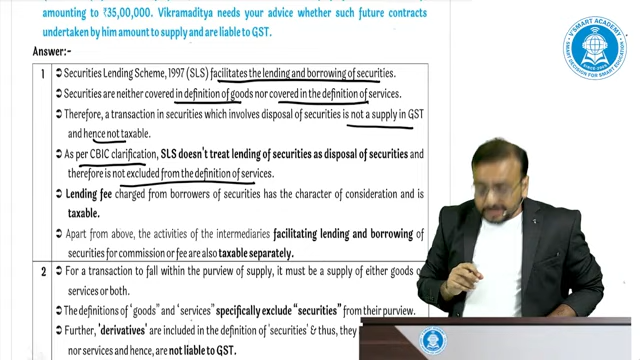 amounting to ₹35,00,000. Vikramaditya needs your advice whether such future contracts
undertaken by him amount to supply and are liable to GST.
Answer:-
1
➲ Securities Lending Scheme, 1997 (SLS) facilitates the lending and borrowing of securities.
➲ Securities are neither covered in definition of goods nor covered in the definition of services.
➲ Therefore, a transaction in securities which involves disposal of securities is not a supply in GST
and hence not taxable.
➲ As per CBIC clarification, SLS doesn't treat lending of securities as disposal of securities and
therefore is not excluded from the definition of services.
➲ Lending fee charged from borrowers of securities has the character of consideration and is
taxable.
➲ Apart from above, the activities of the intermediaries facilitating lending and borrowing of
securities for commission or fee are also taxable separately.
2
➲ For a transaction to fall within the purview of supply, it must be a supply of either goods o
services or both.
➲ The definitions of 'goods' and 'services' specifically exclude "securities" from their purview.
➲ Further, 'derivatives' are included in the definition of securities & thus, they
nor services and hence, are not liable to GST.
V'SMART ACADEMY
SMART DECISION FOR SMART EDUCATION